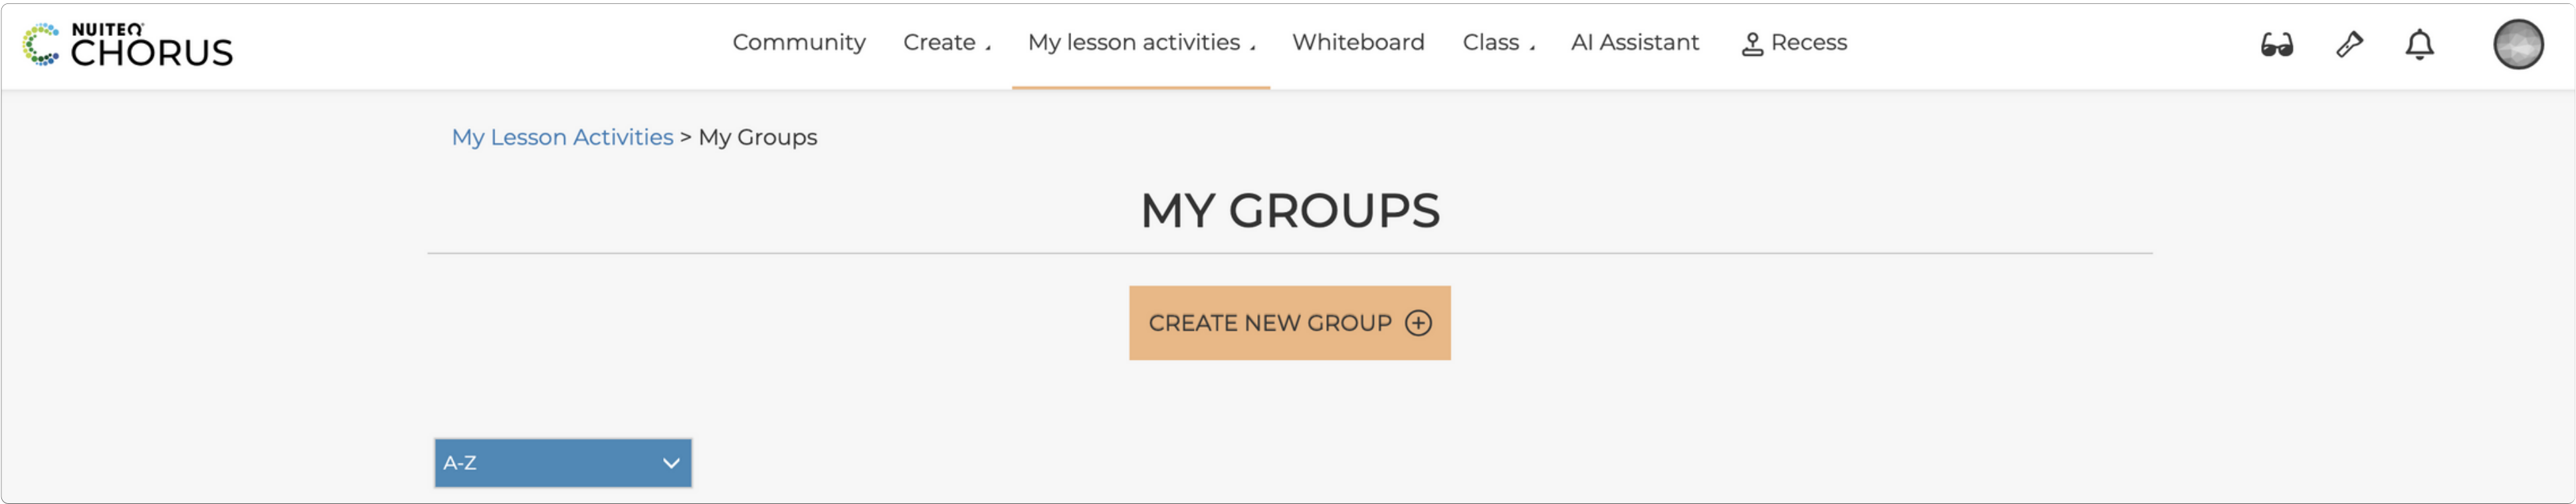 NUITEQ
CHORUS
Community Create My lesson activities Whiteboard Class AI Assistant Recess
My Lesson Activities > My Groups
MY GROUPS
CREATE NEW GROUP
A-Z